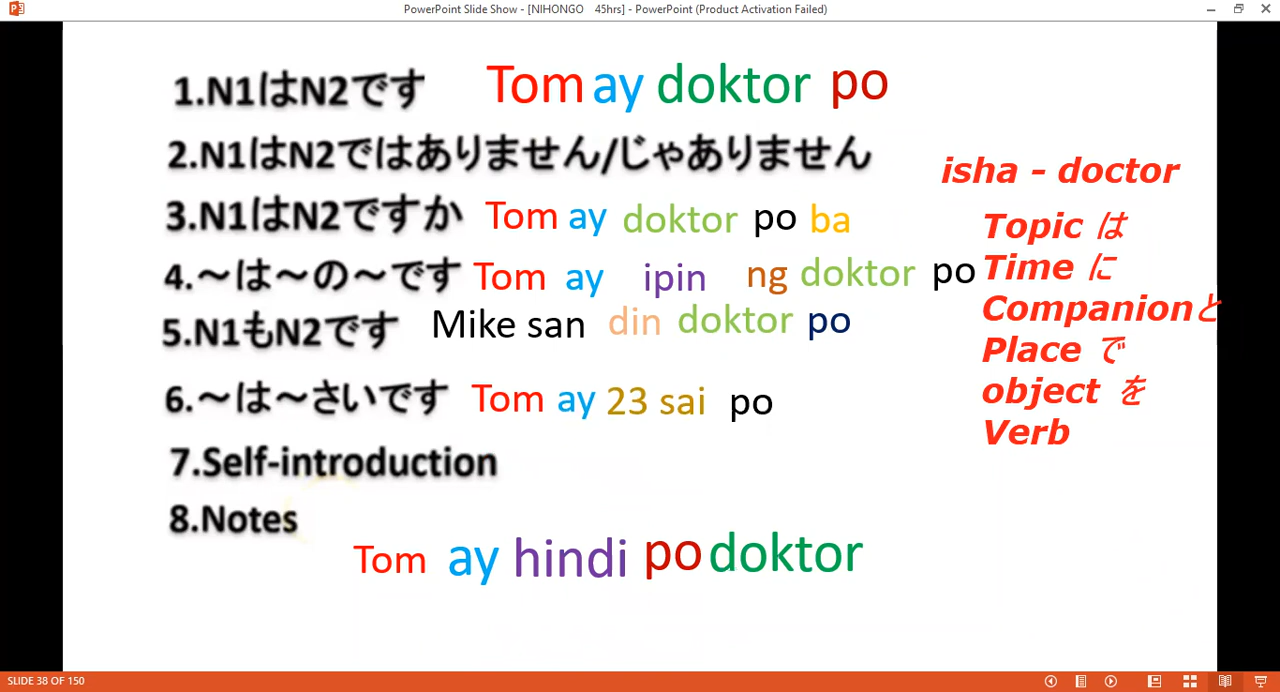 PowerPoint Slide Show - [NIHONGO 45hrs] - PowerPoint (Product Activation Failed)
1.N1はN2です Tom ay doktor po
2.N1はN2ではありません/じゃありません
3.N1はN2ですか Tom ay doktor po ba
4.～は～の～です Tom ay ipin ng doktor po
5.N1もN2です Mike san din doktor po
6.～は～さいです Tom ay 23 sai po
7.Self-introduction
8.Notes
Tom ay hindi po doktor
isha - doctor
Topic は
Time に
Companion と
Place で
object を
Verb
SLIDE 38 OF 150